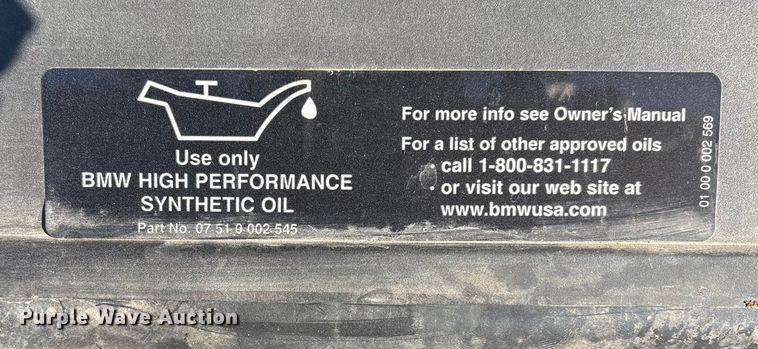 Use only
BMW HIGH PERFORMANCE
SYNTHETIC OIL
Part No. 07 51 0 002 545
For more info see Owner's Manual
For a list of other approved oils
• call 1-800-831-1117
• or visit our web site at
www.bmwusa.com
01 00 0 002 569
Purple Wave Auction